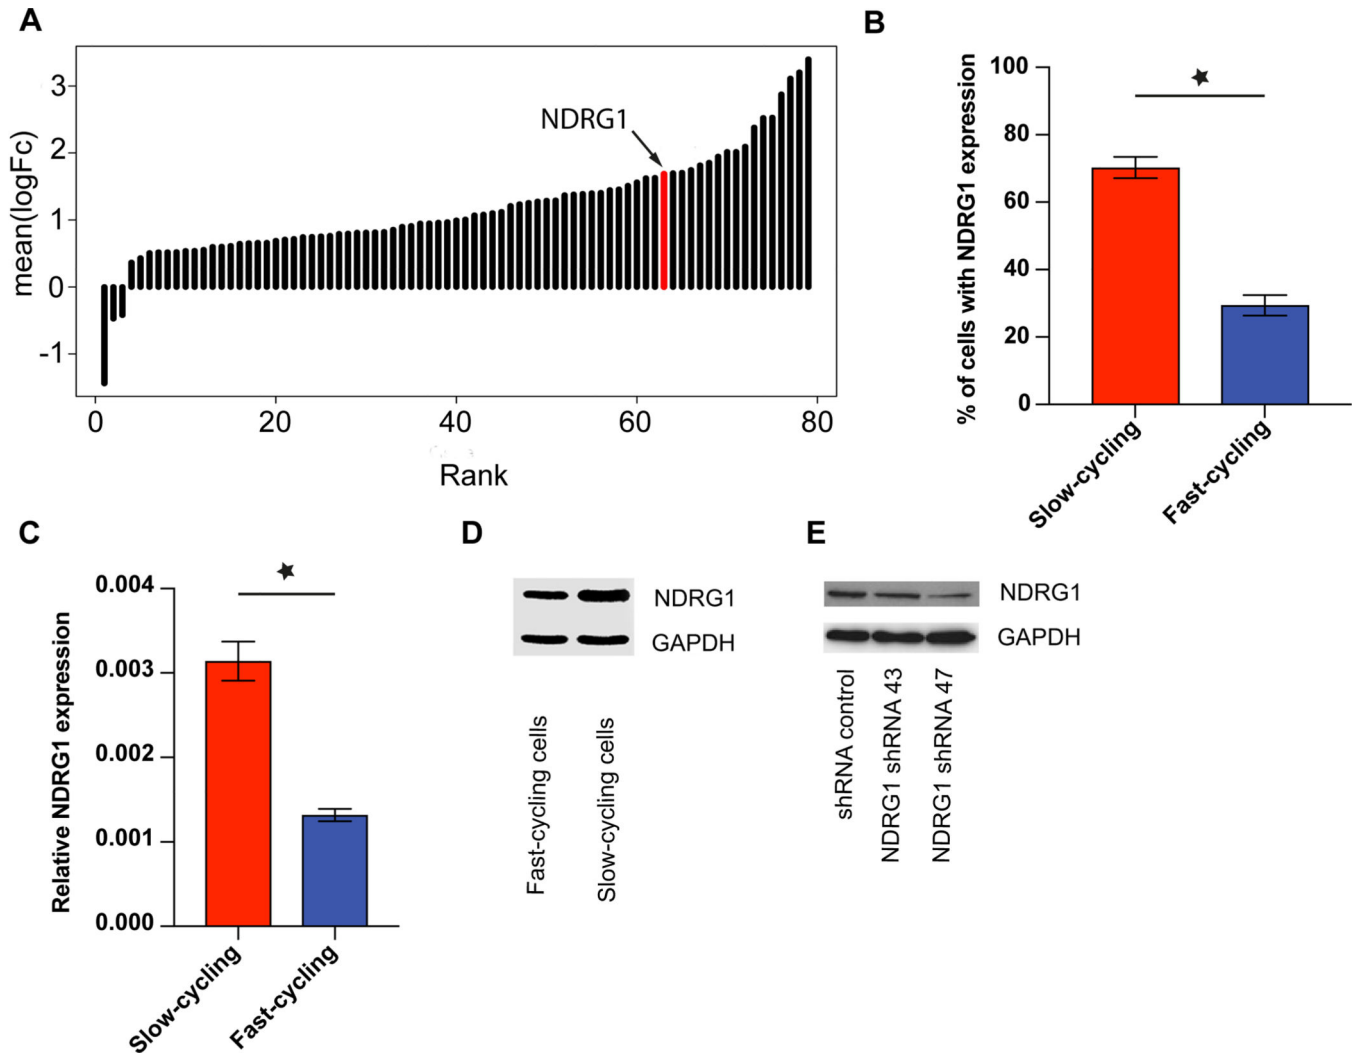 A
mean(logFc)
3
2
1
0
-1
NDRG1
0 20 40 60 80
Rank
B
% of cells with NDRG1 expression
100
80
60
40
20
0
★
Slow-cycling
Fast-cycling
C
Relative NDRG1 expression
0.004
0.003
0.002
0.001
0.000
★
Slow-cycling
Fast-cycling
D
NDRG1
GAPDH
Fast-cycling cells
Slow-cycling cells
E
NDRG1
GAPDH
shRNA control
NDRG1 shRNA 43
NDRG1 shRNA 47